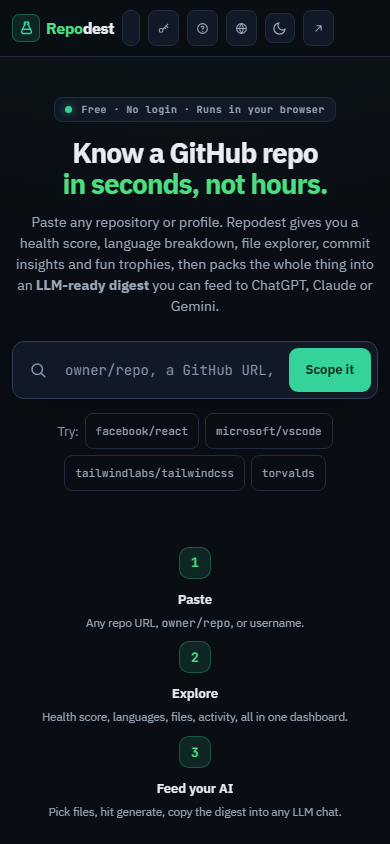 Repodest
Free · No login · Runs in your browser
Know a GitHub repo
in seconds, not hours.
Paste any repository or profile. Repodest gives you a
health score, language breakdown, file explorer, commit
insights and fun trophies, then packs the whole thing into
an LLM-ready digest you can feed to ChatGPT, Claude or
Gemini.
owner/repo, a GitHub URL,
Scope it
Try: facebook/react microsoft/vscode
tailwindlabs/tailwindcss torvalds
1
Paste
Any repo URL, owner/repo, or username.
2
Explore
Health score, languages, files, activity, all in one dashboard.
3
Feed your AI
Pick files, hit generate, copy the digest into any LLM chat.